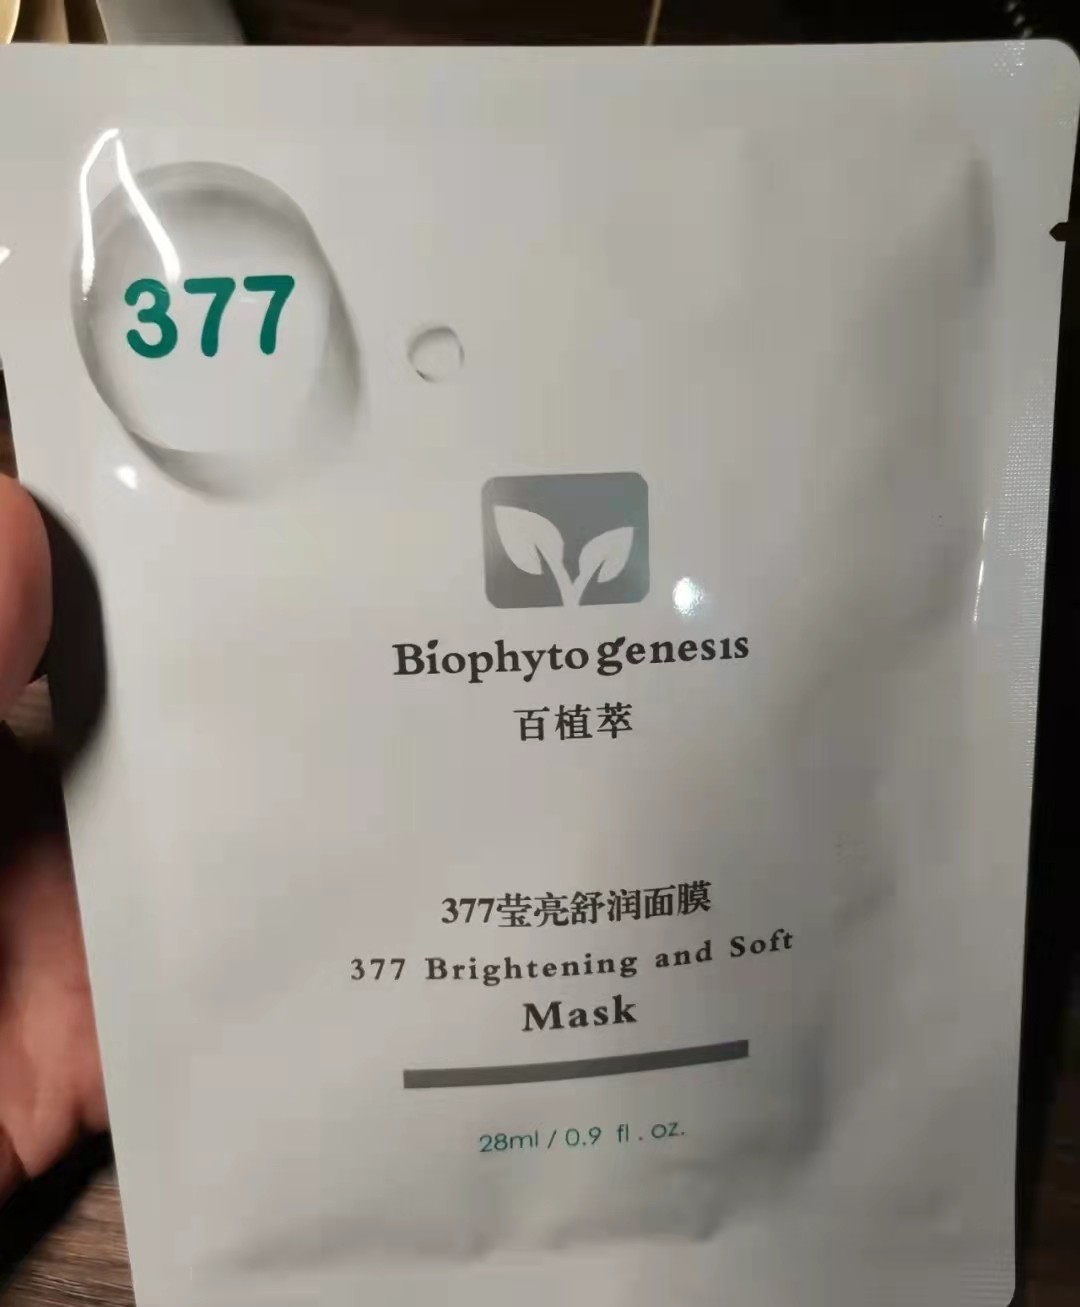 377
Biophyto genesis
百植萃
377莹亮舒润面膜
377 Brightening and Soft
Mask
28ml / 0.9 fl . oz.